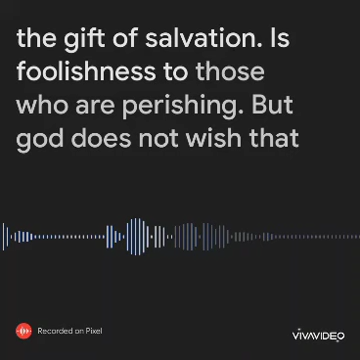 the gift of salvation. Is
foolishness to those
who are perishing. But
god does not wish that
Recorded on Pixel
VIVAVIDEO